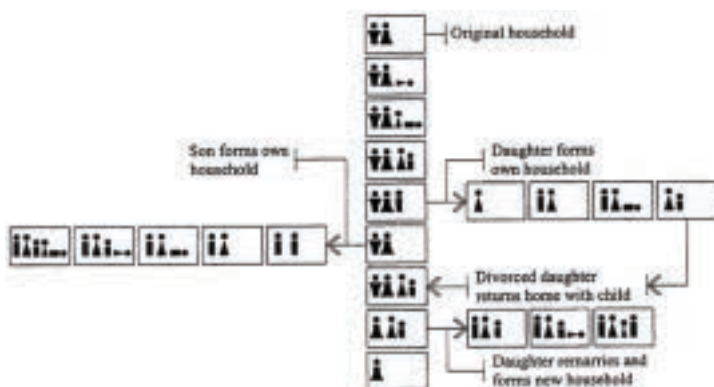 Original household
Son forms own
household
Daughter forms
own household
Divorced daughter
returns home with child
Daughter remarries and
forms new household